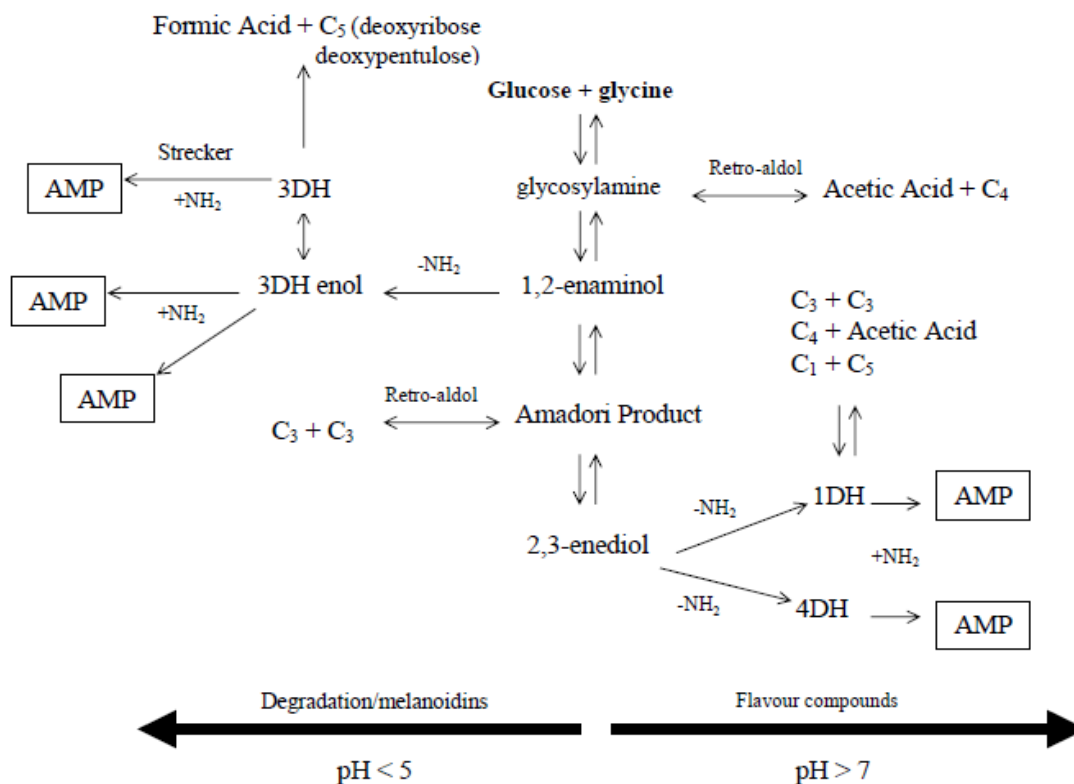 Formic Acid + C5 (deoxyribose
deoxypentulose)
Glucose + glycine
Strecker
AMP
+NH2
3DH
glycosylamine
Retro-aldol
Acetic Acid + C4
AMP
+NH2
3DH enol
-NH2
1,2-enaminol
C3 + C3
C4 + Acetic Acid
C1 + C5
AMP
C3 + C3
Retro-aldol
Amadori Product
-NH2
1DH
AMP
2,3-enediol
+NH2
-NH2
4DH
AMP
Degradation/melanoidins
Flavour compounds
pH < 5
pH > 7